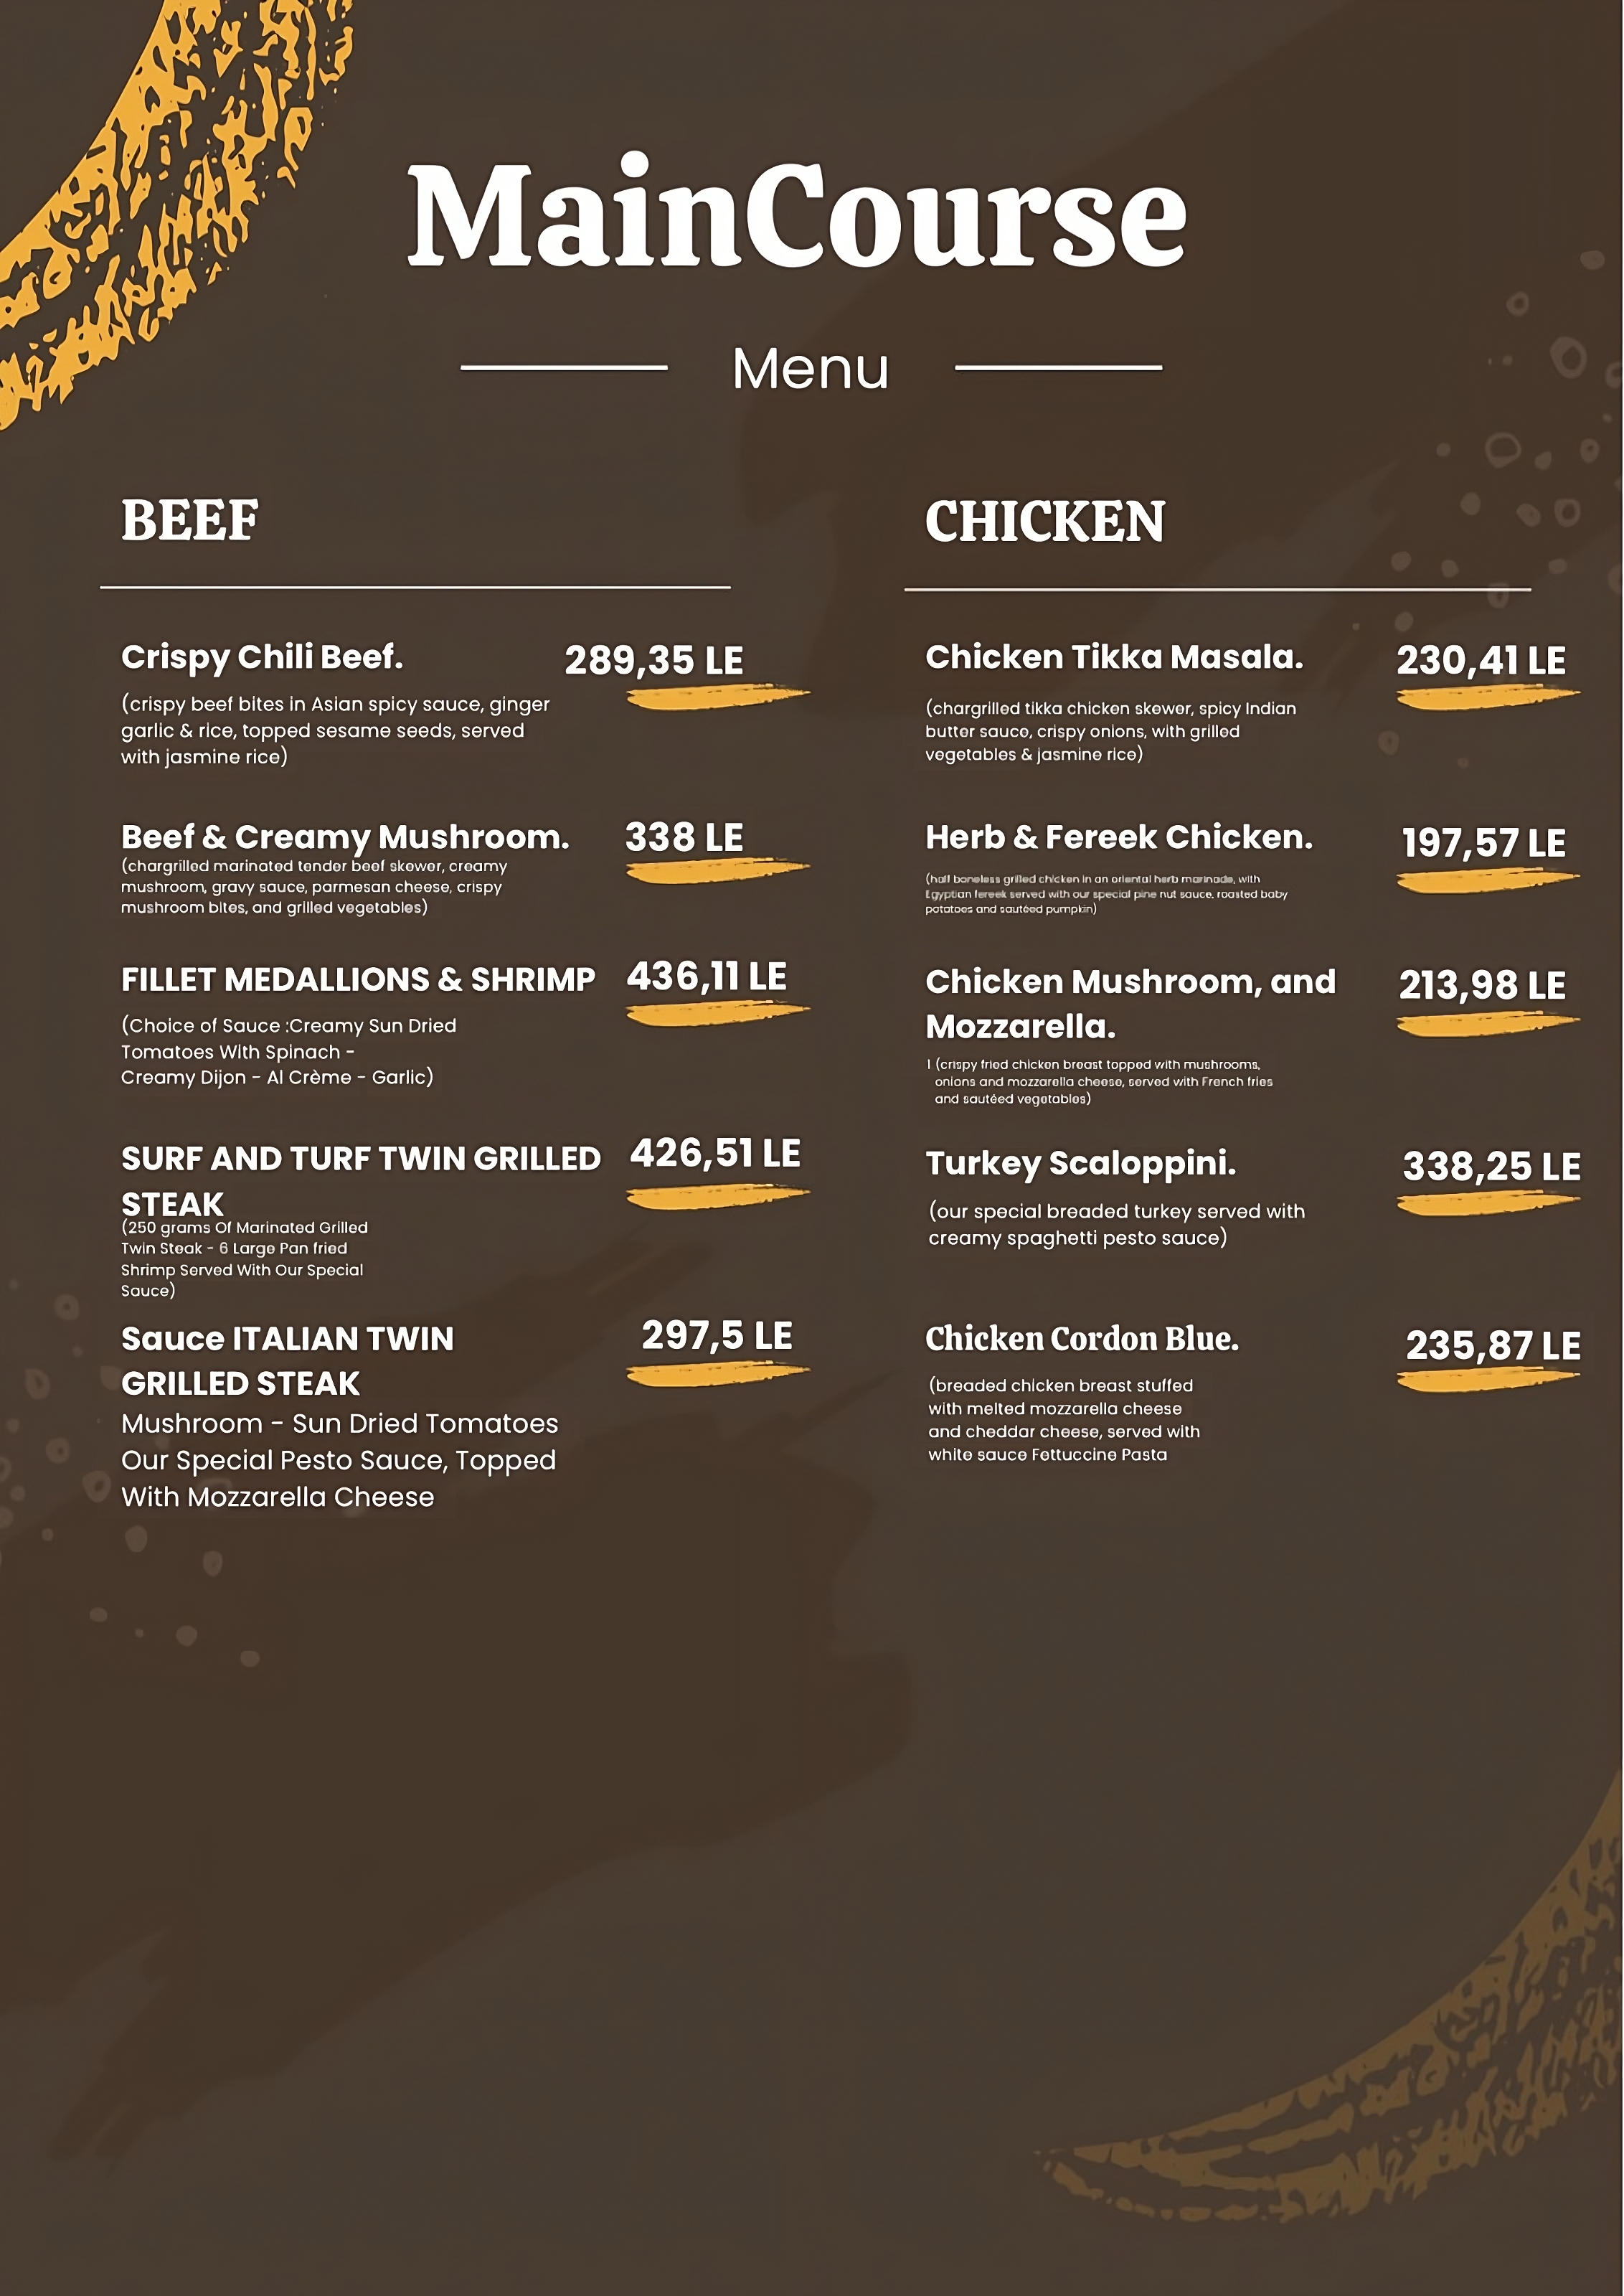 MainCourse
Menu
BEEF
Crispy Chili Beef.
289,35 LE
(crispy beef bites in Asian spicy sauce, ginger
garlic & rice, topped sesame seeds, served
with jasmine rice)
Beef & Creamy Mushroom.
338 LE
(chargrilled marinated tender beef skewer, creamy
mushroom, gravy sauce, parmesan cheese, crispy
mushroom bites, and grilled vegetables)
FILLET MEDALLIONS & SHRIMP
436,11 LE
(Choice of Sauce :Creamy Sun Dried
Tomatoes With Spinach -
Creamy Dijon - Al Crème - Garlic)
SURF AND TURF TWIN GRILLED
STEAK
426,51 LE
(250 grams Of Marinated Grilled
Twin Steak - 6 Large Pan fried
Shrimp Served With Our Special
Sauce)
Sauce ITALIAN TWIN
GRILLED STEAK
297,5 LE
Mushroom - Sun Dried Tomatoes
Our Special Pesto Sauce, Topped
With Mozzarella Cheese
CHICKEN
Chicken Tikka Masala.
230,41 LE
(chargrilled tikka chicken skewer, spicy Indian
butter sauce, crispy onions, with grilled
vegetables & jasmine rice)
Herb & Fereek Chicken.
197,57 LE
(half boneless grilled chicken in an oriental herb marinade, with
Egyptian fereek served with our special pine nut sauce, roasted baby
potatoes and sautéed pumpkin)
Chicken Mushroom, and
Mozzarella.
213,98 LE
l (crispy fried chicken breast topped with mushrooms,
onions and mozzarella cheese, served with French fries
and sautéed vegetables)
Turkey Scaloppini.
338,25 LE
(our special breaded turkey served with
creamy spaghetti pesto sauce)
Chicken Cordon Blue.
235,87 LE
(breaded chicken breast stuffed
with melted mozzarella cheese
and cheddar cheese, served with
white sauce Fettuccine Pasta